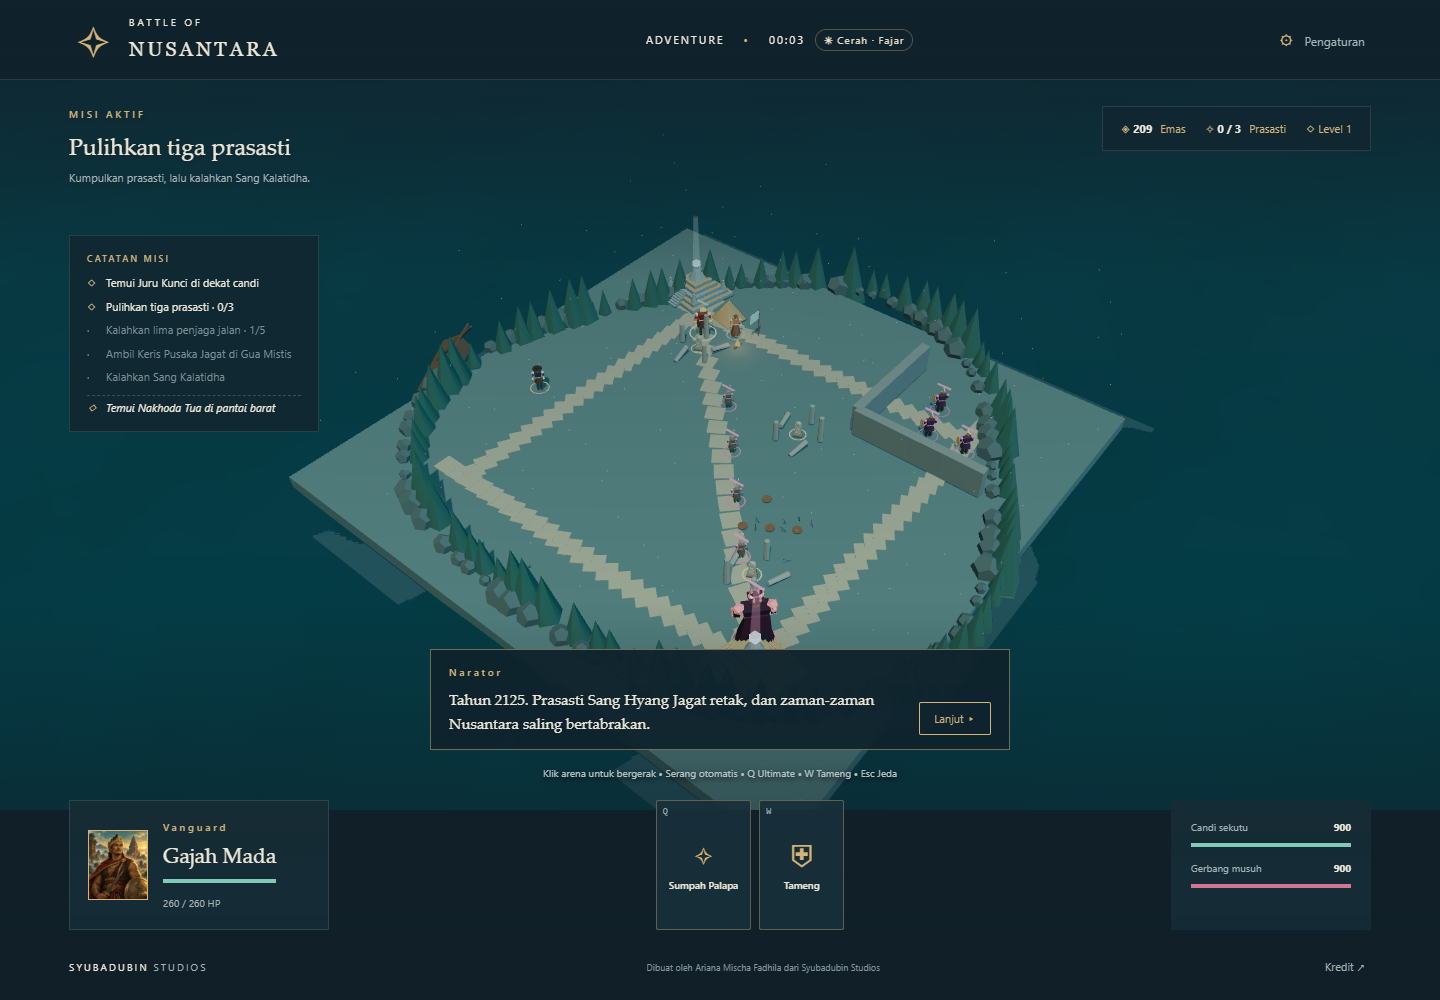 BATTLE OF
NUSANTARA
ADVENTURE • 00:03 Cerah · Fajar
Pengaturan
MISI AKTIF
Pulihkan tiga prasasti
Kumpulkan prasasti, lalu kalahkan Sang Kalatidha.
209 Emas 0 / 3 Prasasti Level 1
CATATAN MISI
Temui Juru Kunci di dekat candi
Pulihkan tiga prasasti · 0/3
Kalahkan lima penjaga jalan · 1/5
Ambil Keris Pusaka Jagat di Gua Mistis
Kalahkan Sang Kalatidha
Temui Nakhoda Tua di pantai barat
Narator
Tahun 2125. Prasasti Sang Hyang Jagat retak, dan zaman-zaman
Nusantara saling bertabrakan.
Lanjut
Klik arena untuk bergerak • Serang otomatis • Q Ultimate • W Tameng • Esc Jeda
Vanguard
Gajah Mada
260 / 260 HP
Q
Sumpah Palapa
W
Tameng
Candi sekutu 900
Gerbang musuh 900
SYUBADUBIN STUDIOS
Dibuat oleh Ariana Mischa Fadhila dari Syubadubin Studios
Kredit ↗